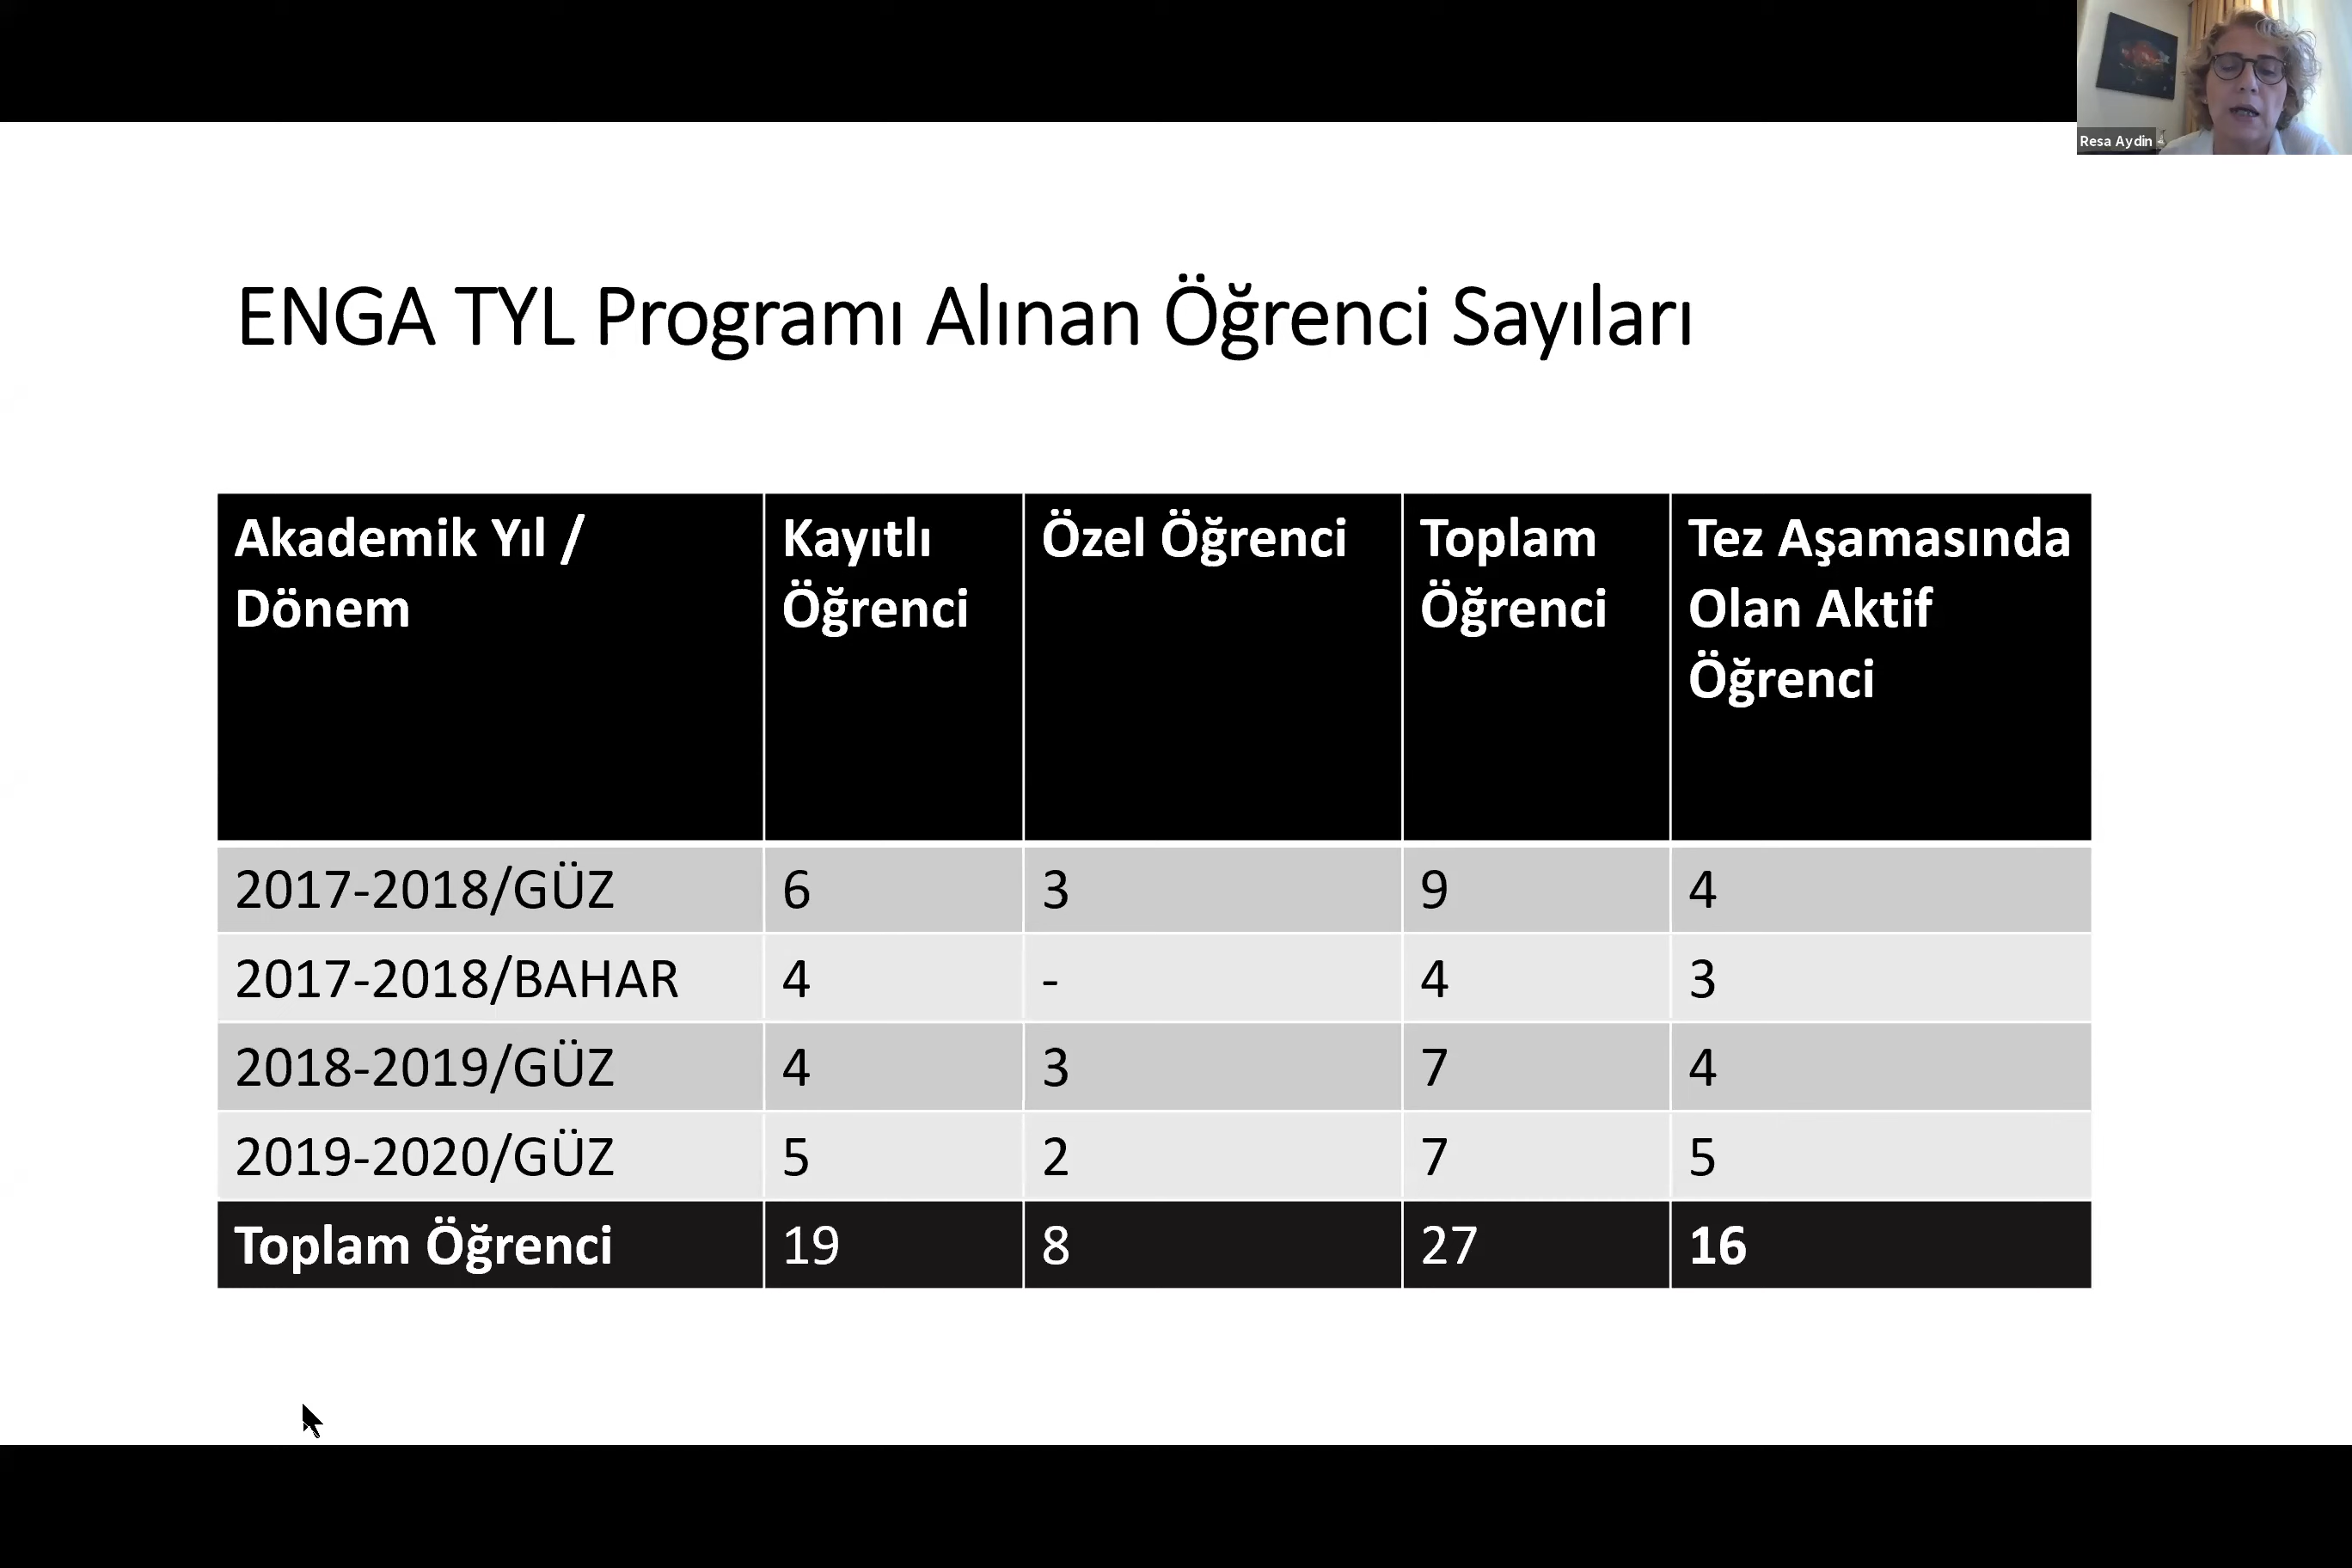 Resa Aydin
ENGA TYL Programı Alınan Öğrenci Sayıları
Akademik Yıl /
Dönem
Kayıtlı
Öğrenci
Özel Öğrenci
Toplam
Öğrenci
Tez Aşamasında
Olan Aktif
Öğrenci
2017-2018/GÜZ 6 3 9 4
2017-2018/BAHAR 4 - 4 3
2018-2019/GÜZ 4 3 7 4
2019-2020/GÜZ 5 2 7 5
Toplam Öğrenci 19 8 27 16